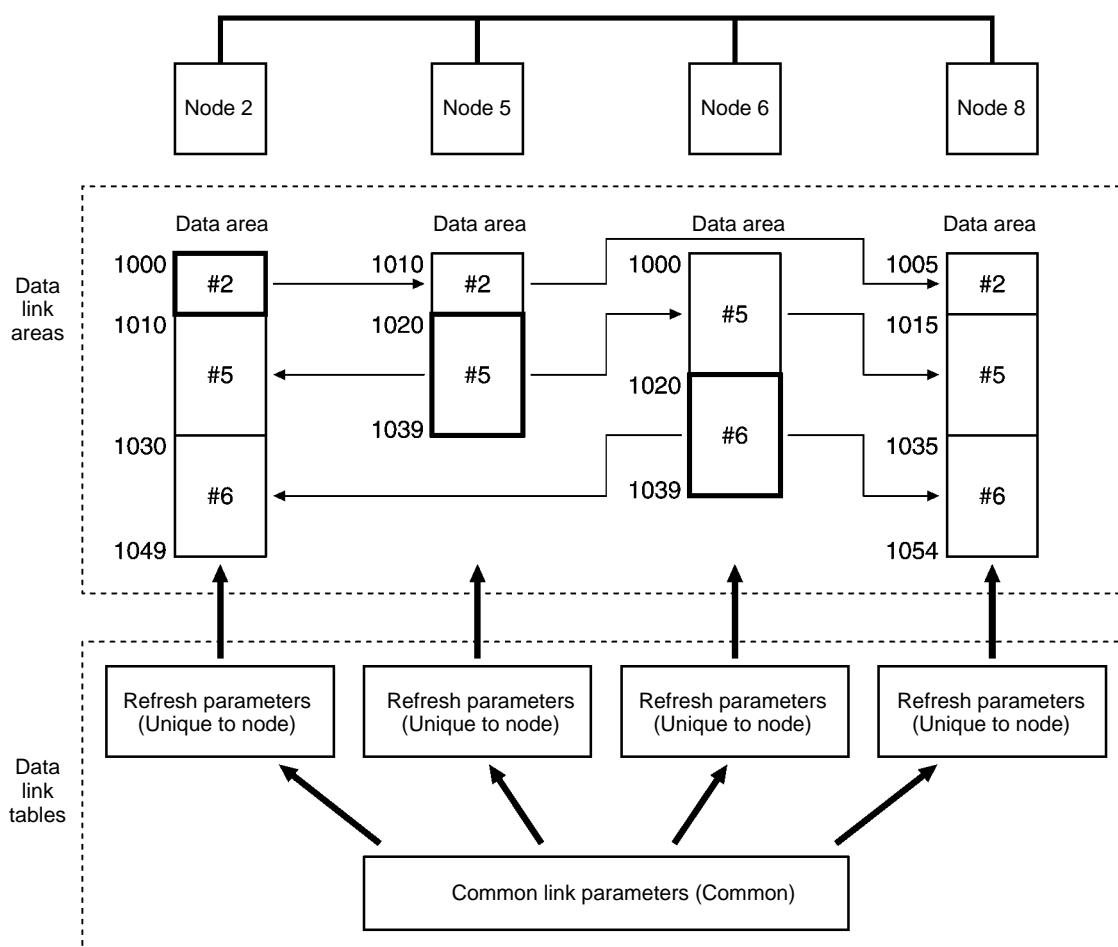 Node 2
Node 5
Node 6
Node 8
Data link areas
Data area
Data area
Data area
Data area
1000
#2
1010
#5
1030
#6
1049
1010
#2
1020
#5
1039
1000
#5
1020
#6
1039
1005
#2
1015
#5
1035
#6
1054
Data
link
tables
Refresh parameters
(Unique to node)
Refresh parameters
(Unique to node)
Refresh parameters
(Unique to node)
Refresh parameters
(Unique to node)
Common link parameters (Common)